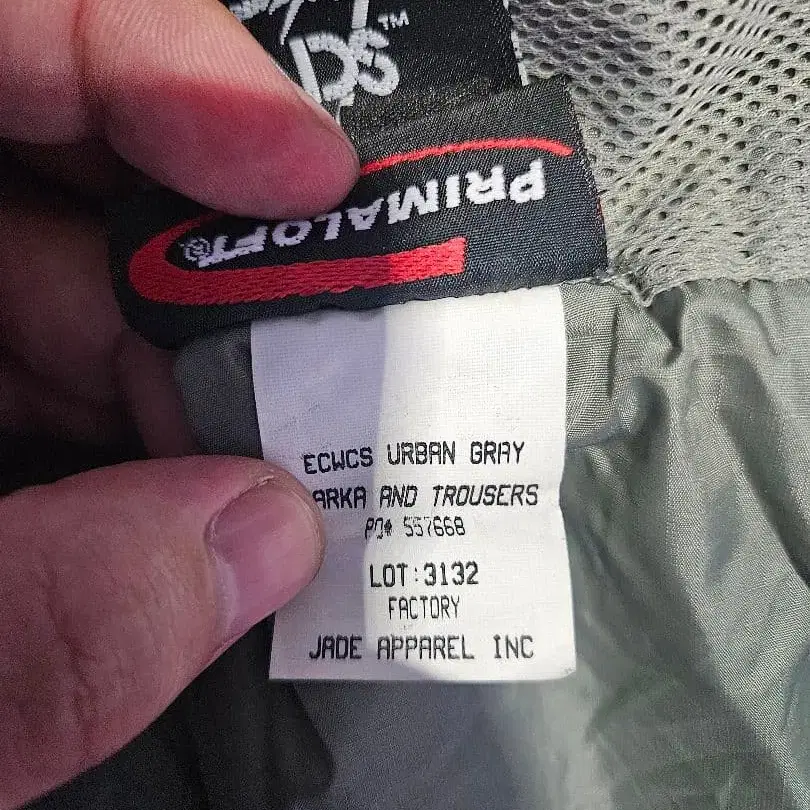 PRIMALOFT®
ECWCS URBAN GRAY
ARKA AND TROUSERS
PO# 557668
LOT:3132
FACTORY
JADE APPAREL INC